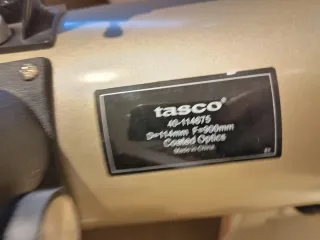 tasco®
40-114675
D=114mm F=900mm
Coated Optics
Made in China